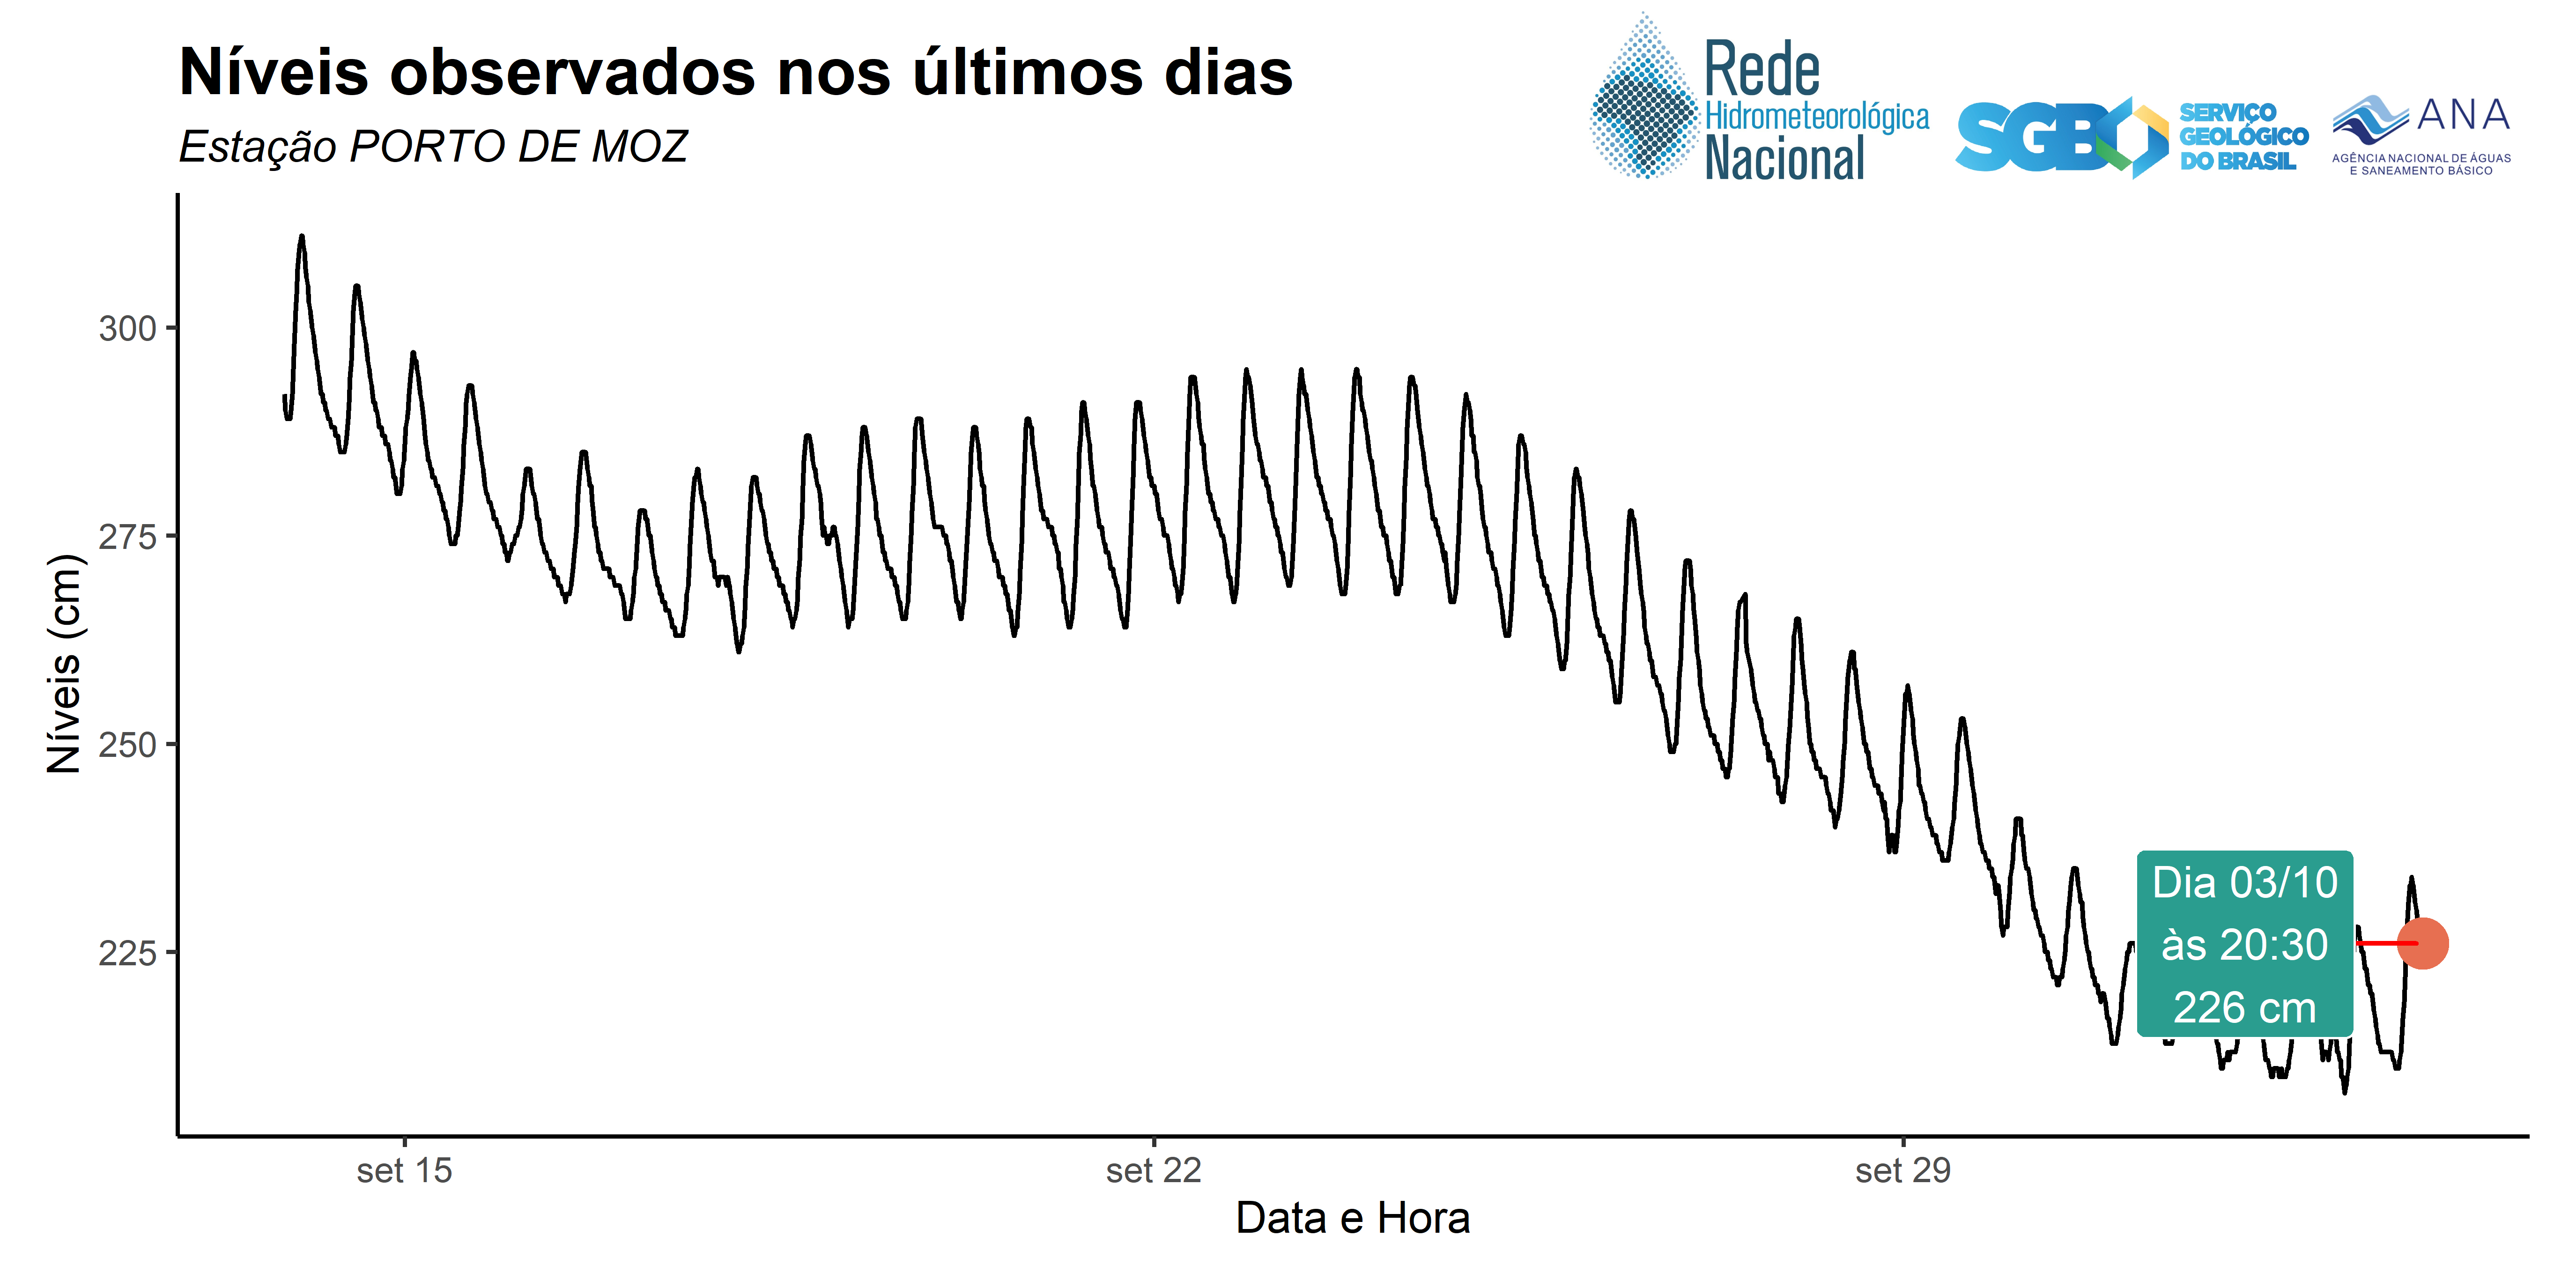 Níveis observados nos últimos dias
Estação PORTO DE MOZ
Rede
Hidrometeorológica
Nacional
SGB
SERVIÇO
GEOLÓGICO
DO BRASIL
ANA
AGÊNCIA NACIONAL DE ÁGUAS
E SANEAMENTO BÁSICO
Níveis (cm)
300
275
250
225
Dia 03/10
às 20:30
226 cm
set 15
set 22
set 29
Data e Hora